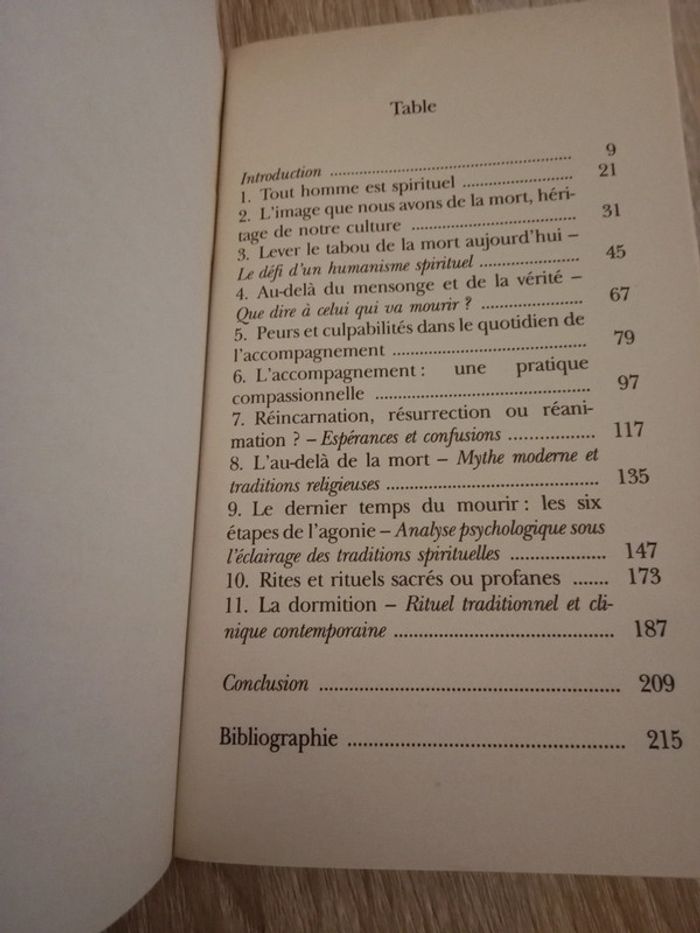 Table
Introduction ........................................................ 9
1. Tout homme est spirituel ............................ 21
2. L'image que nous avons de la mort, héri-
tage de notre culture ...................................... 31
3. Lever le tabou de la mort aujourd'hui –
Le défi d'un humanisme spirituel ...................... 45
4. Au-delà du mensonge et de la vérité –
Que dire à celui qui va mourir ? ...................... 67
5. Peurs et culpabilités dans le quotidien de
l'accompagnement .......................................... 79
6. L'accompagnement : une pratique
compassionnelle .............................................. 97
7. Réincarnation, résurrection ou réani-
mation ? – Espérances et confusions .................. 117
8. L'au-delà de la mort – Mythe moderne et
traditions religieuses .......................................... 135
9. Le dernier temps du mourir : les six
étapes de l'agonie – Analyse psychologique sous
l'éclairage des traditions spirituelles .................. 147
10. Rites et rituels sacrés ou profanes ....... 173
11. La dormition – Rituel traditionnel et cli-
nique contemporaine .......................................... 187
Conclusion ........................................................ 209
Bibliographie .................................................... 215